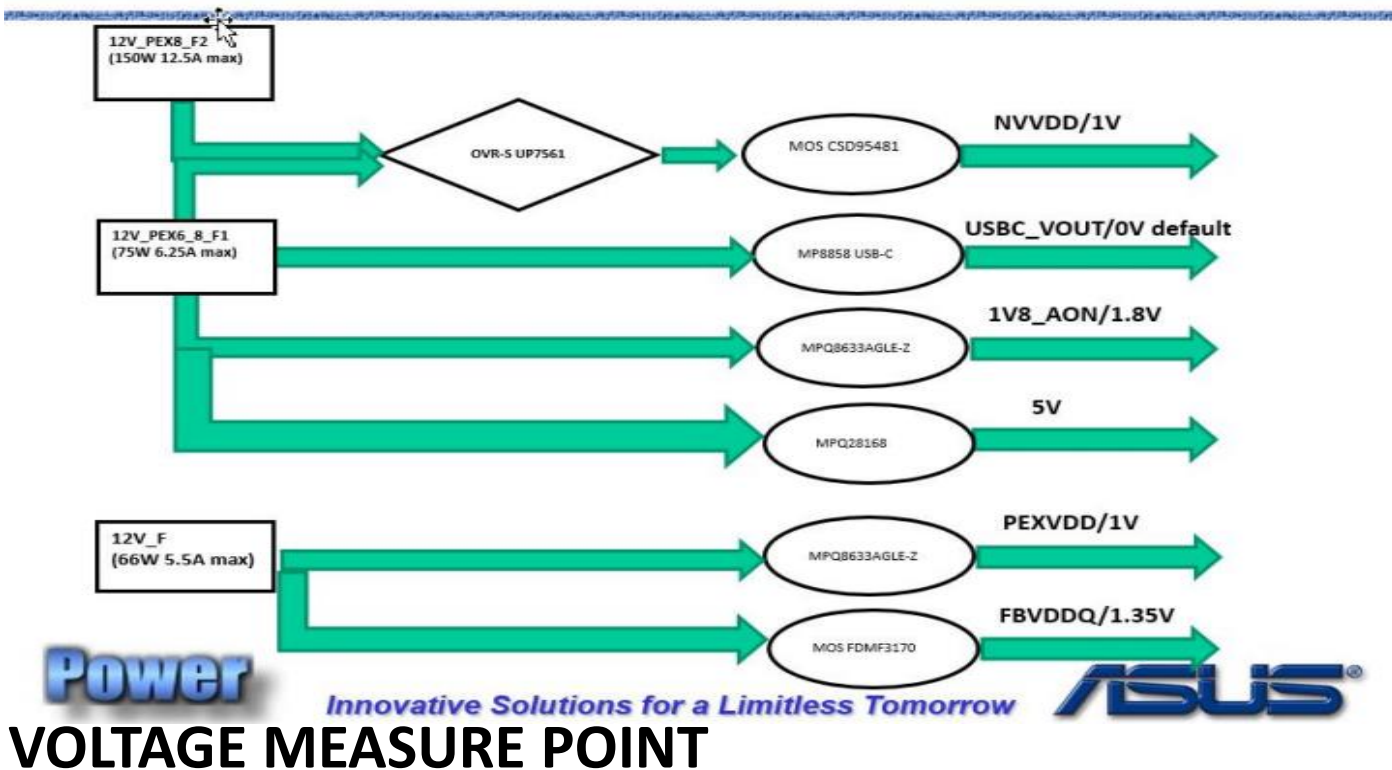 12V_PEX8_F2
(150W 12.5A max)
OVR-S UP7561
MOS CSD95481
NVVDD/1V
12V_PEX6_8_F1
(75W 6.25A max)
MP8858 USB-C
USBC_VOUT/0V default
MPQ8633AGLE-Z
1V8_AON/1.8V
MPQ28168
5V
12V_F
(66W 5.5A max)
MPQ8633AGLE-Z
PEXVDD/1V
MOS FDMF3170
FBVDDQ/1.35V
Power
Innovative Solutions for a Limitless Tomorrow
ASUS®
VOLTAGE MEASURE POINT